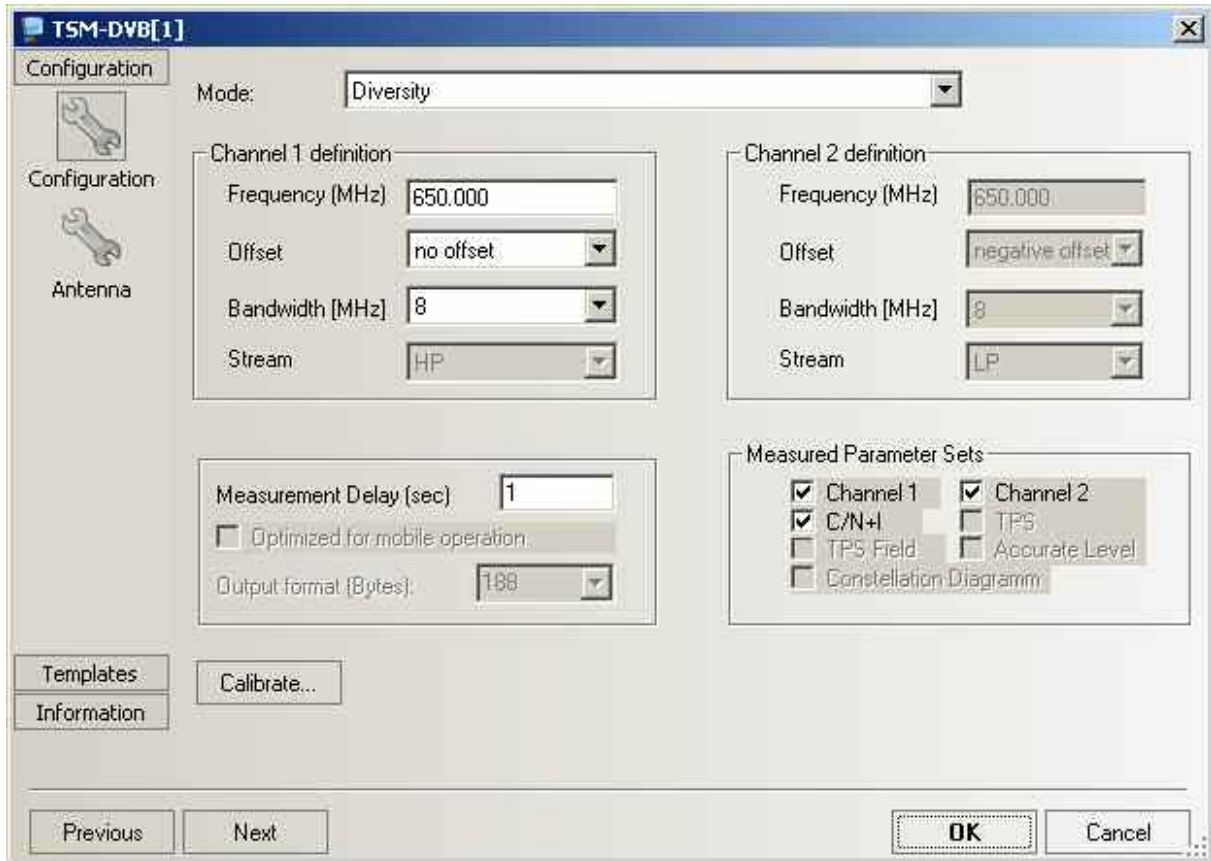 TSM-DVB[1]
Configuration
Configuration
Antenna
Templates
Information
Mode: Diversity
Channel 1 definition
Frequency (MHz) 650.000
Offset no offset
Bandwidth [MHz] 8
Stream HP
Channel 2 definition
Frequency (MHz) 650.000
Offset negative offset
Bandwidth [MHz] 8
Stream LP
Measurement Delay (sec) 1
Optimized for mobile operation
Output format (Bytes): 188
Measured Parameter Sets
Channel 1 Channel 2
C/N+I TPS
TPS Field Accurate Level
Constellation Diagramm
Calibrate...
Previous Next OK Cancel